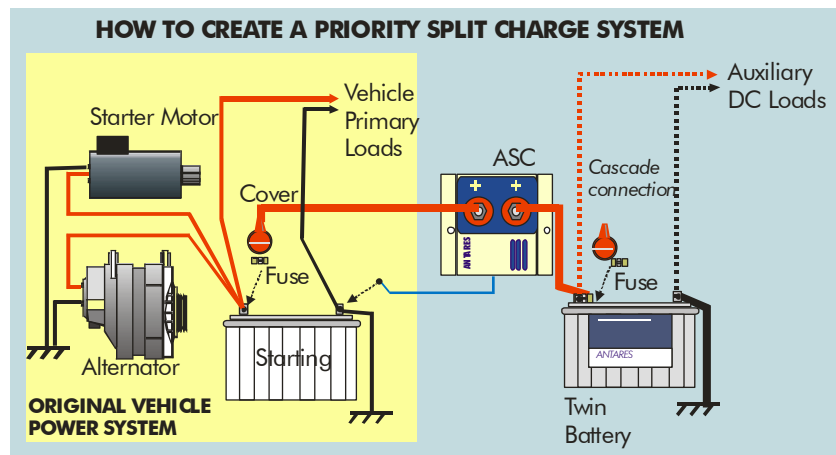 HOW TO CREATE A PRIORITY SPLIT CHARGE SYSTEM
Starter Motor
Vehicle
Primary
Loads
Auxiliary
DC Loads
ASC
Cascade
connection
Cover
+ +
ANTARES
Fuse
Fuse
Alternator
Starting
ANTARES
ORIGINAL VEHICLE
POWER SYSTEM
Twin
Battery